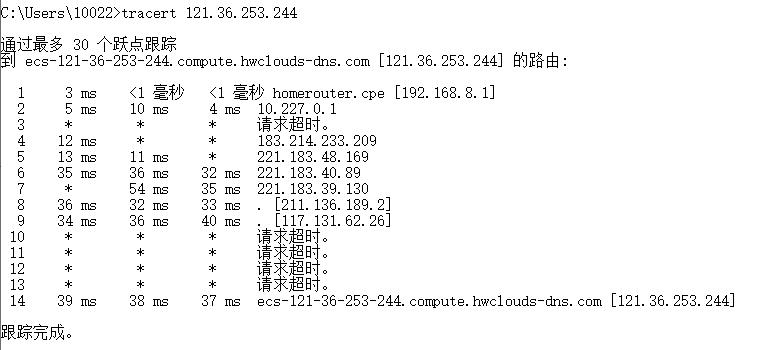 C:\Users\10022>tracert 121.36.253.244
通过最多 30 个跃点跟踪
到 ecs-121-36-253-244.compute.hwclouds-dns.com [121.36.253.244] 的路由:
1 3 ms <1 毫秒 <1 毫秒 homerouter.cpe [192.168.8.1]
2 5 ms 10 ms 4 ms 10.227.0.1
3 * * * 请求超时。
4 12 ms * * 183.214.233.209
5 13 ms 11 ms * 221.183.48.169
6 35 ms 36 ms 32 ms 221.183.40.89
7 * 54 ms 35 ms 221.183.39.130
8 36 ms 32 ms 33 ms . [211.136.189.2]
9 34 ms 36 ms 40 ms . [117.131.62.26]
10 * * * 请求超时。
11 * * * 请求超时。
12 * * * 请求超时。
13 * * * 请求超时。
14 39 ms 38 ms 37 ms ecs-121-36-253-244.compute.hwclouds-dns.com [121.36.253.244]
跟踪完成。